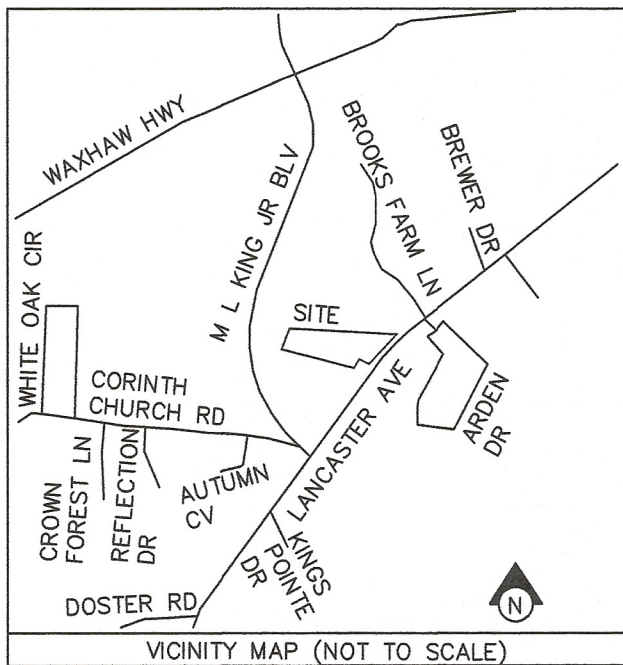 WAXHAW HWY
M L KING JR BLV
BROOKS FARM LN
BREWER DR
WHITE OAK CIR
SITE
CORINTH
CHURCH RD
LANCASTER AVE
ARDEN
DR
CROWN
FOREST LN
REFLECTION
DR
AUTUMN
CV
KINGS
POINTE
DR
DOSTER RD
N
VICINITY MAP (NOT TO SCALE)